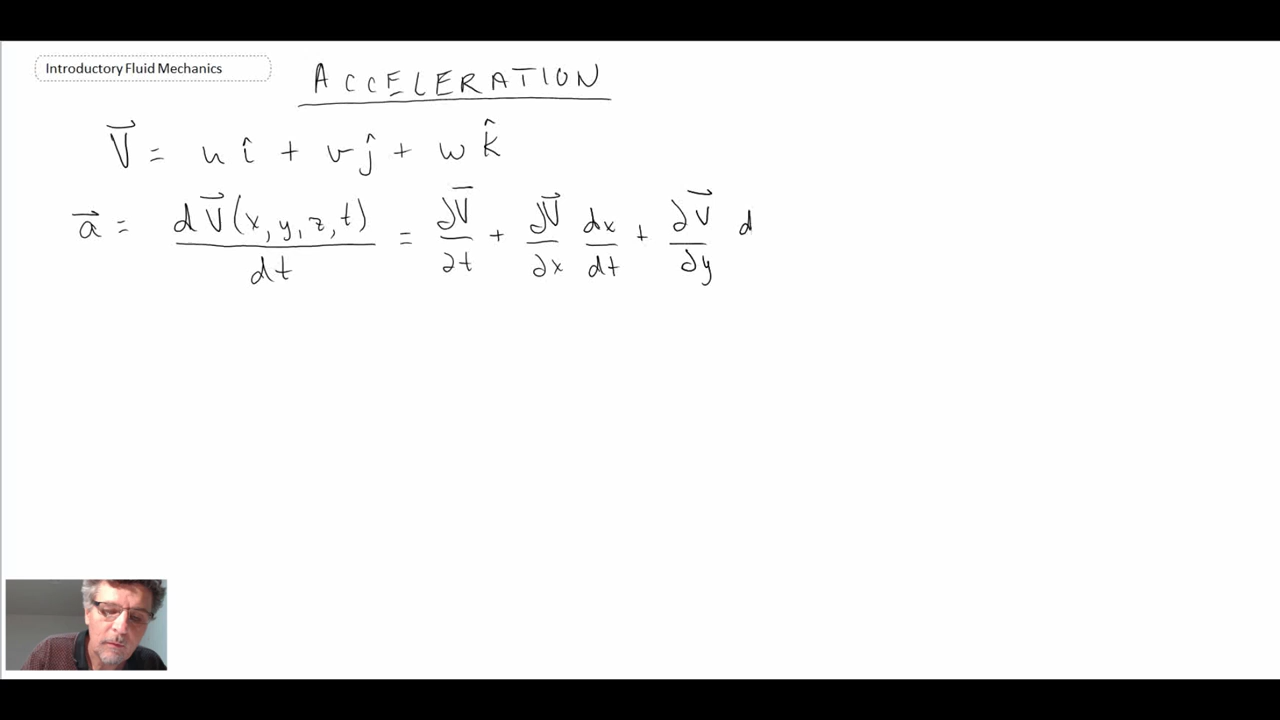 Introductory Fluid Mechanics
ACCELERATION
V⃗ = u î + v ĵ + w k̂
a⃗ = dV⃗(x, y, z, t)/dt = ∂V̅/∂t + ∂V⃗/∂x dx/dt + ∂V⃗/∂y d